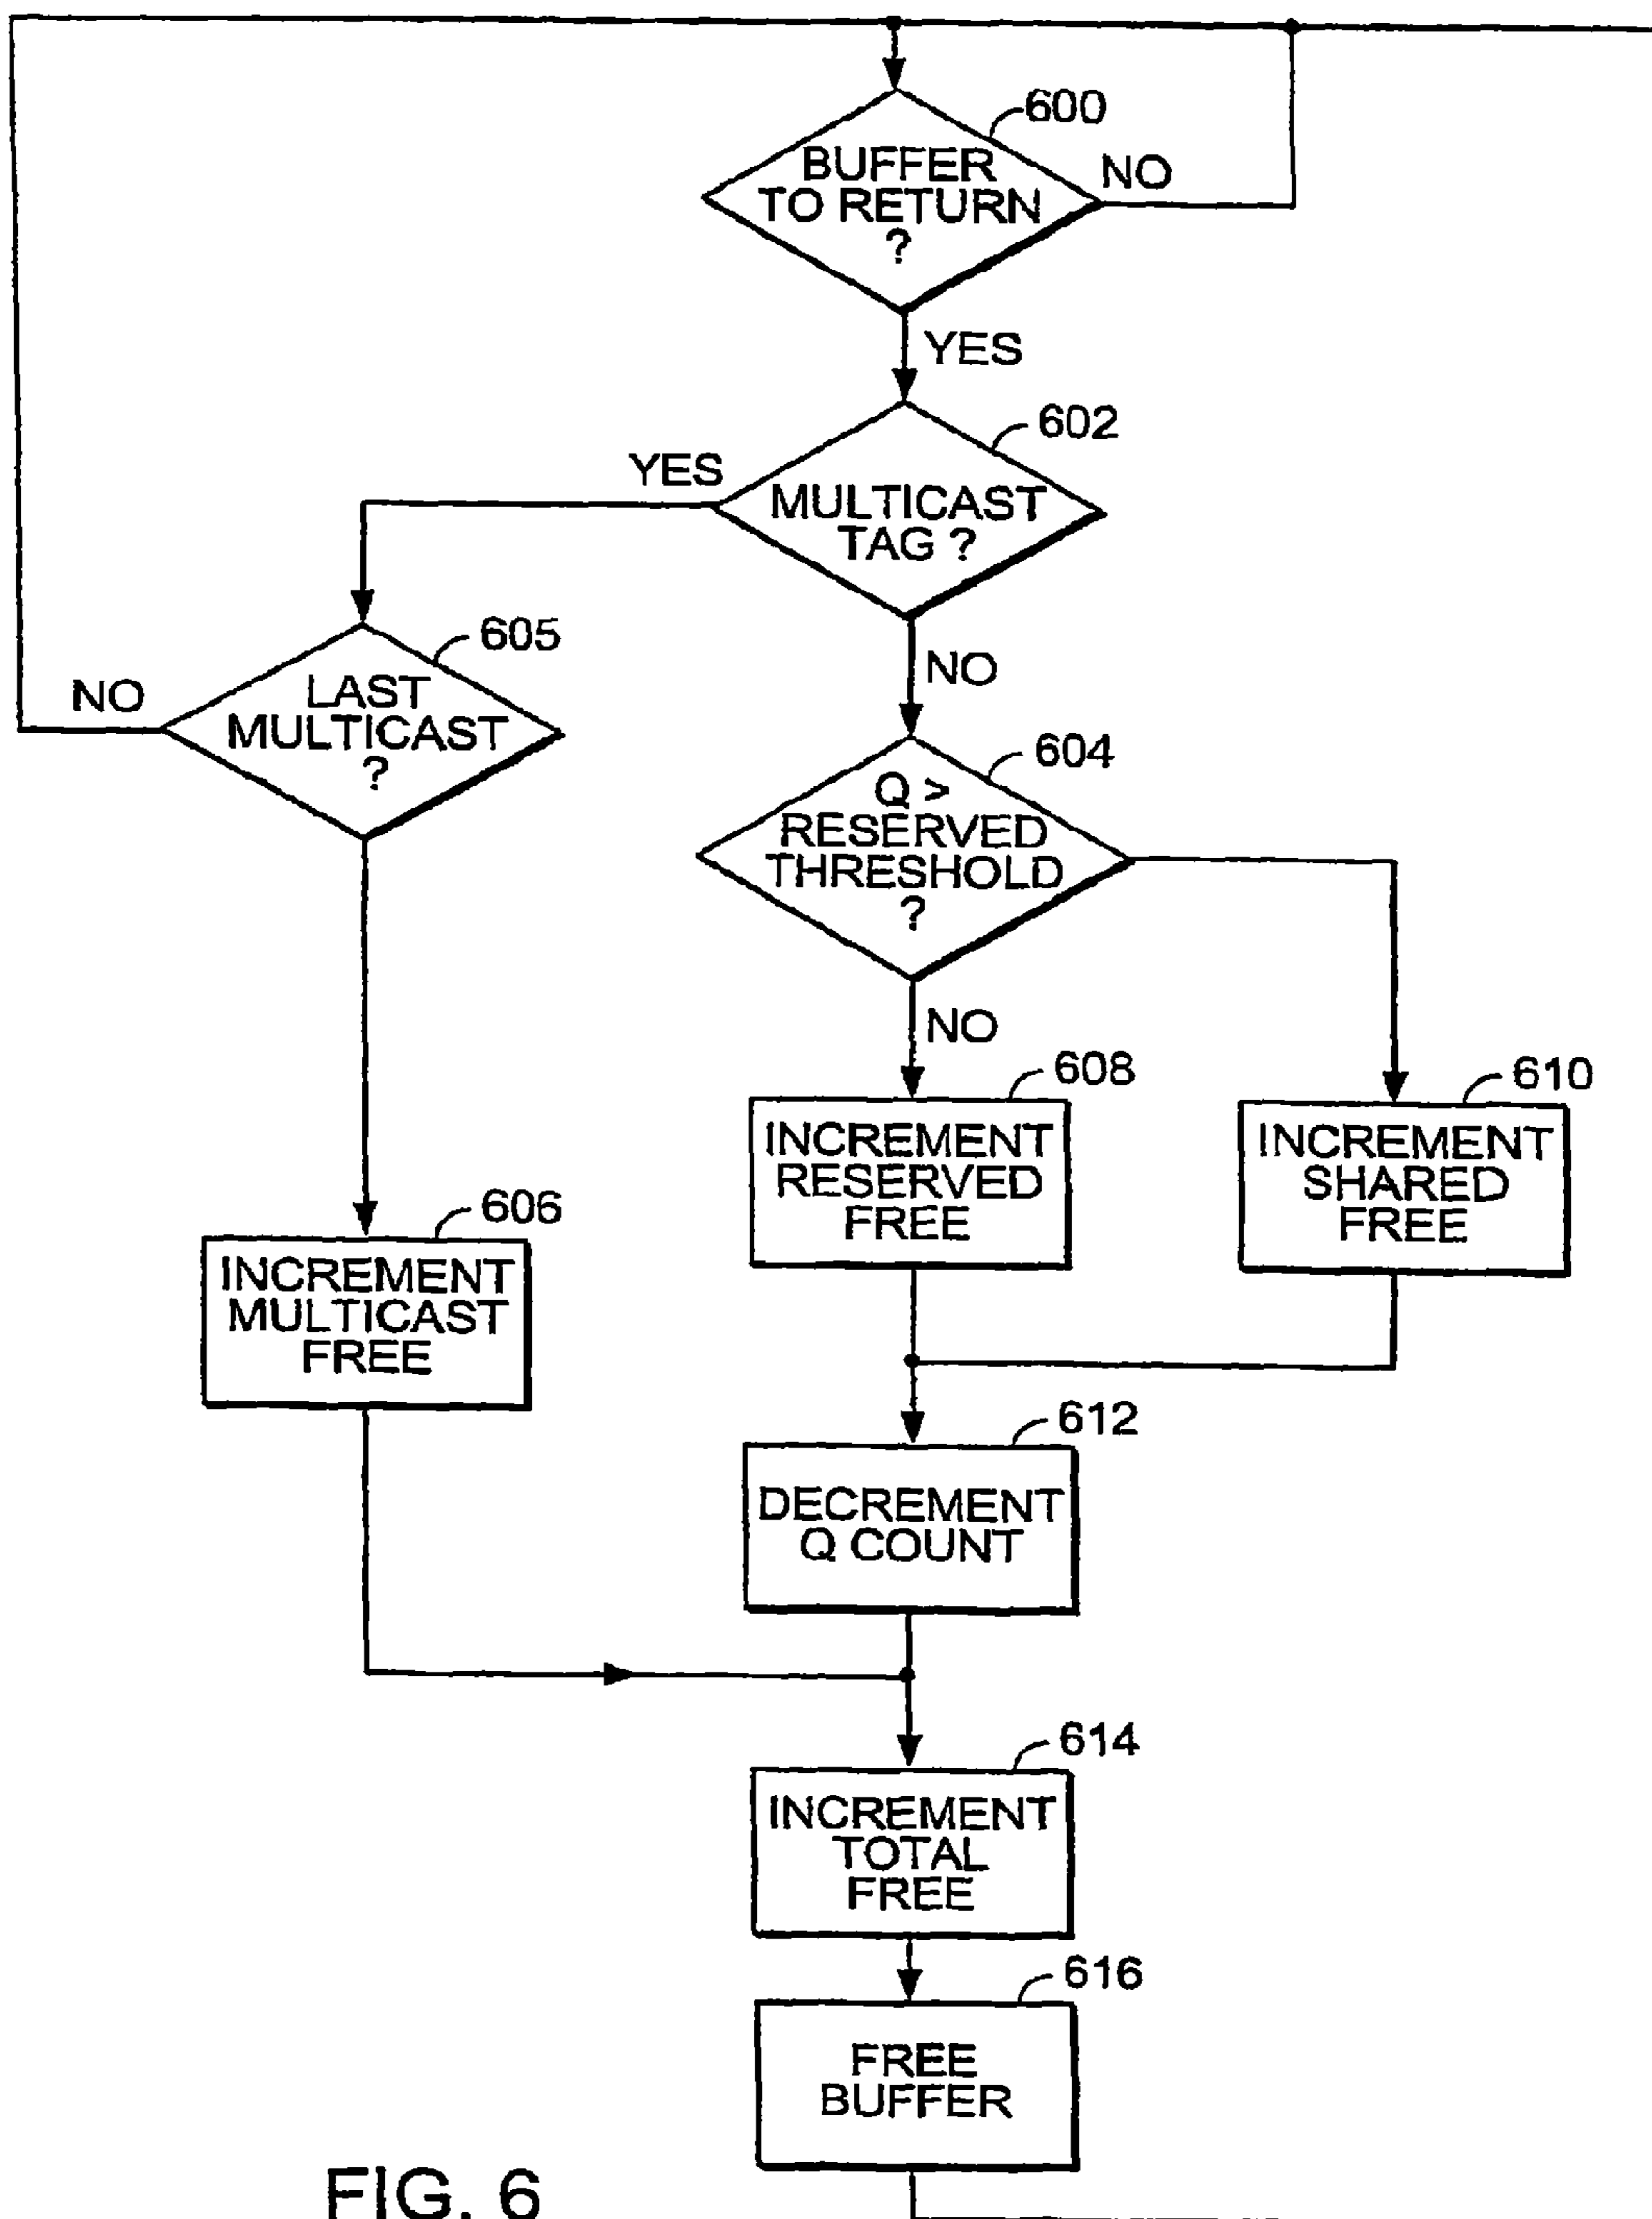 600
BUFFER
TO RETURN
?
NO
YES
602
MULTICAST
TAG ?
YES
NO
605
LAST
MULTICAST
?
NO
604
Q >
RESERVED
THRESHOLD
?
NO
608
INCREMENT
RESERVED
FREE
610
INCREMENT
SHARED
FREE
606
INCREMENT
MULTICAST
FREE
612
DECREMENT
Q COUNT
614
INCREMENT
TOTAL
FREE
616
FREE
BUFFER
FIG. 6